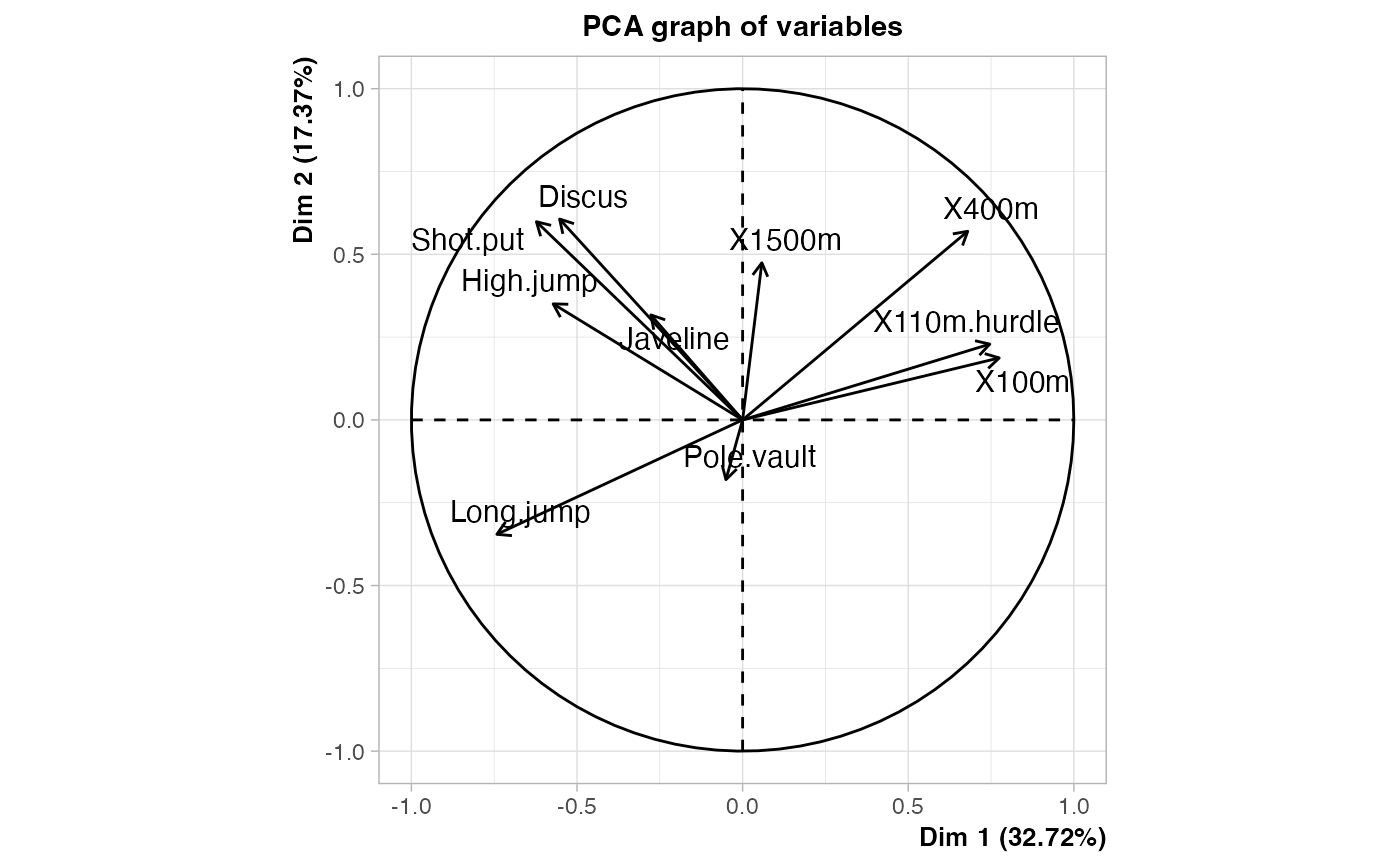 PCA graph of variables
Dim 2 (17.37%)
1.0
0.5
0.0
-0.5
-1.0
Discus
X400m
Shot.put
X1500m
High.jump
X110m.hurdle
Javeline
X100m
Pole.vault
Long.jump
-1.0
-0.5
0.0
0.5
1.0
Dim 1 (32.72%)